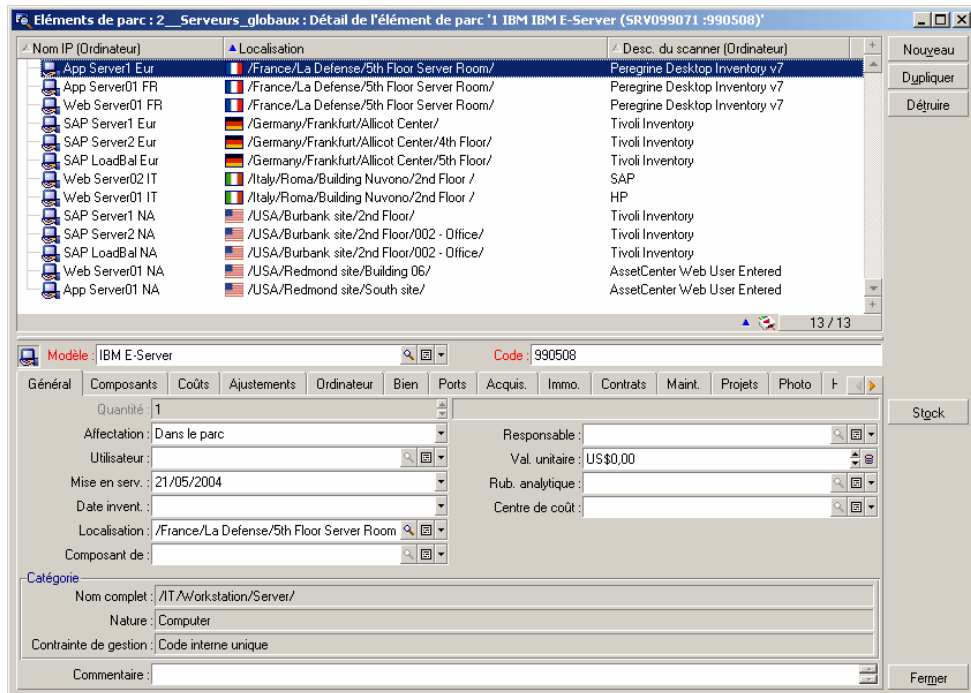 Eléments de parc : 2__Serveurs_globaux : Détail de l'élément de parc '1 IBM IBM E-Server (SRV099071 :990508)'
Nom IP (Ordinateur) Localisation Desc. du scanner (Ordinateur)
App Server1 Eur /France/La Defense/5th Floor Server Room/ Peregrine Desktop Inventory v7
App Server01 FR /France/La Defense/5th Floor Server Room/ Peregrine Desktop Inventory v7
Web Server01 FR /France/La Defense/5th Floor Server Room/ Peregrine Desktop Inventory v7
SAP Server1 Eur /Germany/Frankfurt/Allicot Center/ Tivoli Inventory
SAP Server2 Eur /Germany/Frankfurt/Allicot Center/4th Floor/ Tivoli Inventory
SAP LoadBal Eur /Germany/Frankfurt/Allicot Center/5th Floor/ Tivoli Inventory
Web Server02 IT /Italy/Roma/Building Nuvono/2nd Floor / SAP
Web Server01 IT /Italy/Roma/Building Nuvono/2nd Floor / HP
SAP Server1 NA /USA/Burbank site/2nd Floor/ Tivoli Inventory
SAP Server2 NA /USA/Burbank site/2nd Floor/002 - Office/ Tivoli Inventory
SAP LoadBal NA /USA/Burbank site/2nd Floor/002 - Office/ Tivoli Inventory
Web Server01 NA /USA/Redmond site/Building 06/ AssetCenter Web User Entered
App Server01 NA /USA/Redmond site/South site/ AssetCenter Web User Entered
13 / 13
Nouveau
Dupliquer
Détruire
Modèle : IBM E-Server Code : 990508
Général Composants Coûts Ajustements Ordinateur Bien Ports Acquis. Immo. Contrats Maint. Projets Photo
Quantité : 1
Stock
Affectation : Dans le parc Responsable :
Utilisateur : Val. unitaire : US$0,00
Mise en serv. : 21/05/2004 Rub. analytique :
Date invent. : Centre de coût :
Localisation : /France/La Defense/5th Floor Server Room
Composant de :
Catégorie
Nom complet : /IT/Workstation/Server/
Nature : Computer
Contrainte de gestion : Code interne unique
Commentaire :
Fermer